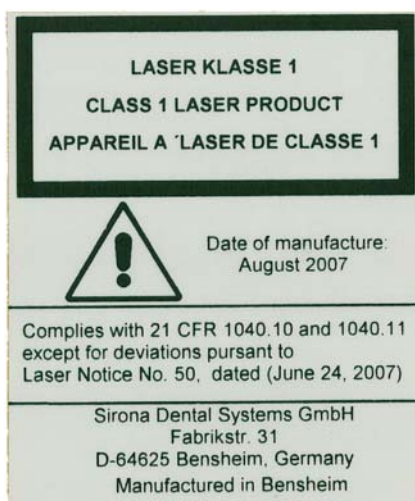 LASER KLASSE 1
CLASS 1 LASER PRODUCT
APPAREIL A ´LASER DE CLASSE 1
Date of manufacture:
August 2007
Complies with 21 CFR 1040.10 and 1040.11
except for deviations pursuant to
Laser Notice No. 50, dated (June 24, 2007)
Sirona Dental Systems GmbH
Fabrikstr. 31
D-64625 Bensheim, Germany
Manufactured in Bensheim